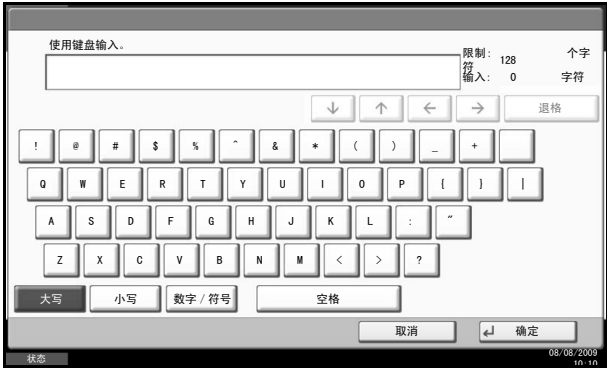 使用键盘输入。
限制: 128 个字符
输入: 0 字符
↓ ↑ ← → 退格
! @ # $ % ^ & * ( ) _ +
Q W E R T Y U I O P { } |
A S D F G H J K L : "
Z X C V B N M < > ?
大写 小写 数字 / 符号 空格
取消 确定
状态 08/08/2009
10:10